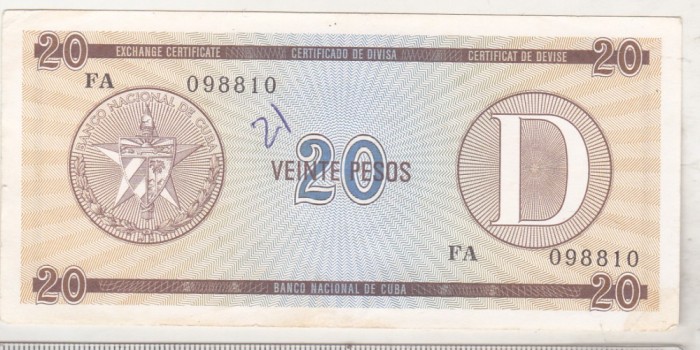 20 EXCHANGE CERTIFICATE CERTIFICADO DE DIVISA CERTIFICAT DE DEVISE 20
FA 098810
BANCO NACIONAL DE CUBA
21
20
VEINTE PESOS
D
FA 098810
20 BANCO NACIONAL DE CUBA 20